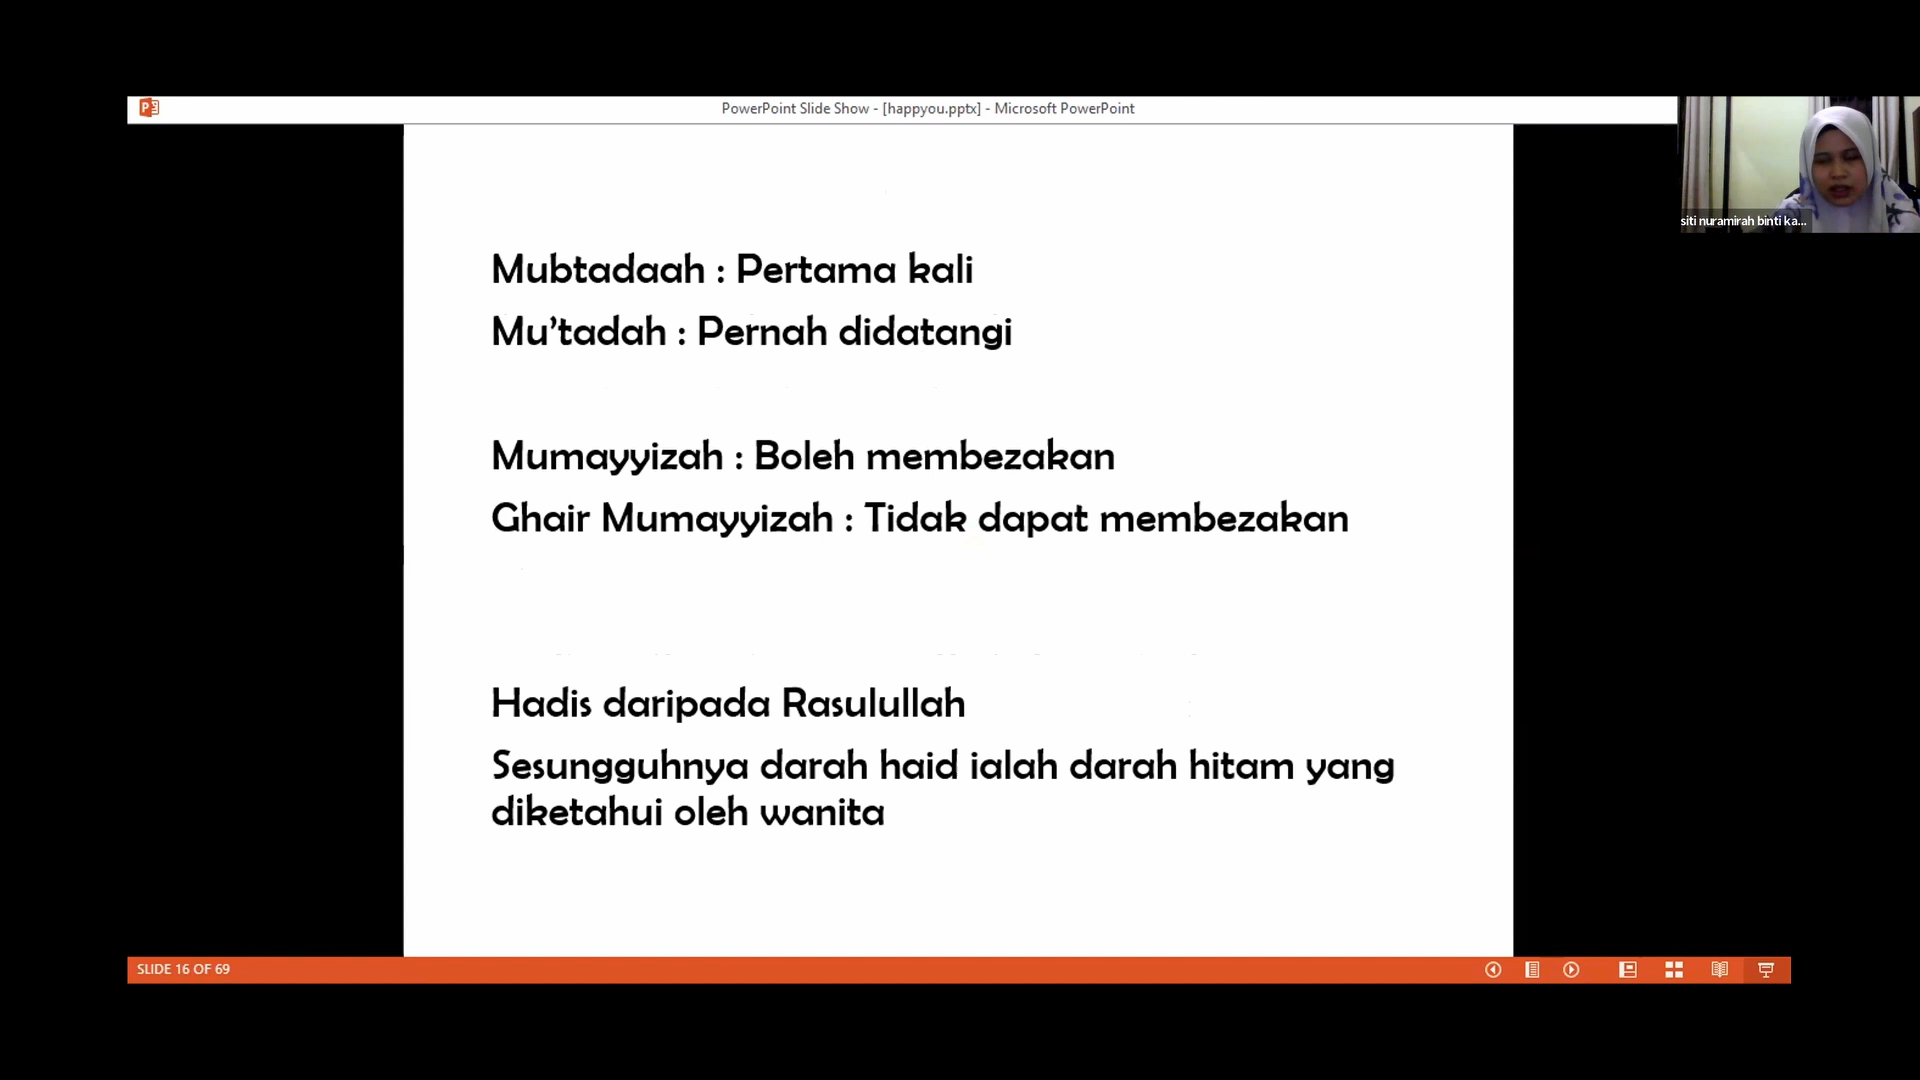 PowerPoint Slide Show - [happyou.pptx] - Microsoft PowerPoint
siti nuramirah binti ka...
Mubtadaah : Pertama kali
Mu'tadah : Pernah didatangi
Mumayyizah : Boleh membezakan
Ghair Mumayyizah : Tidak dapat membezakan
Hadis daripada Rasulullah
Sesungguhnya darah haid ialah darah hitam yang
diketahui oleh wanita
SLIDE 16 OF 69